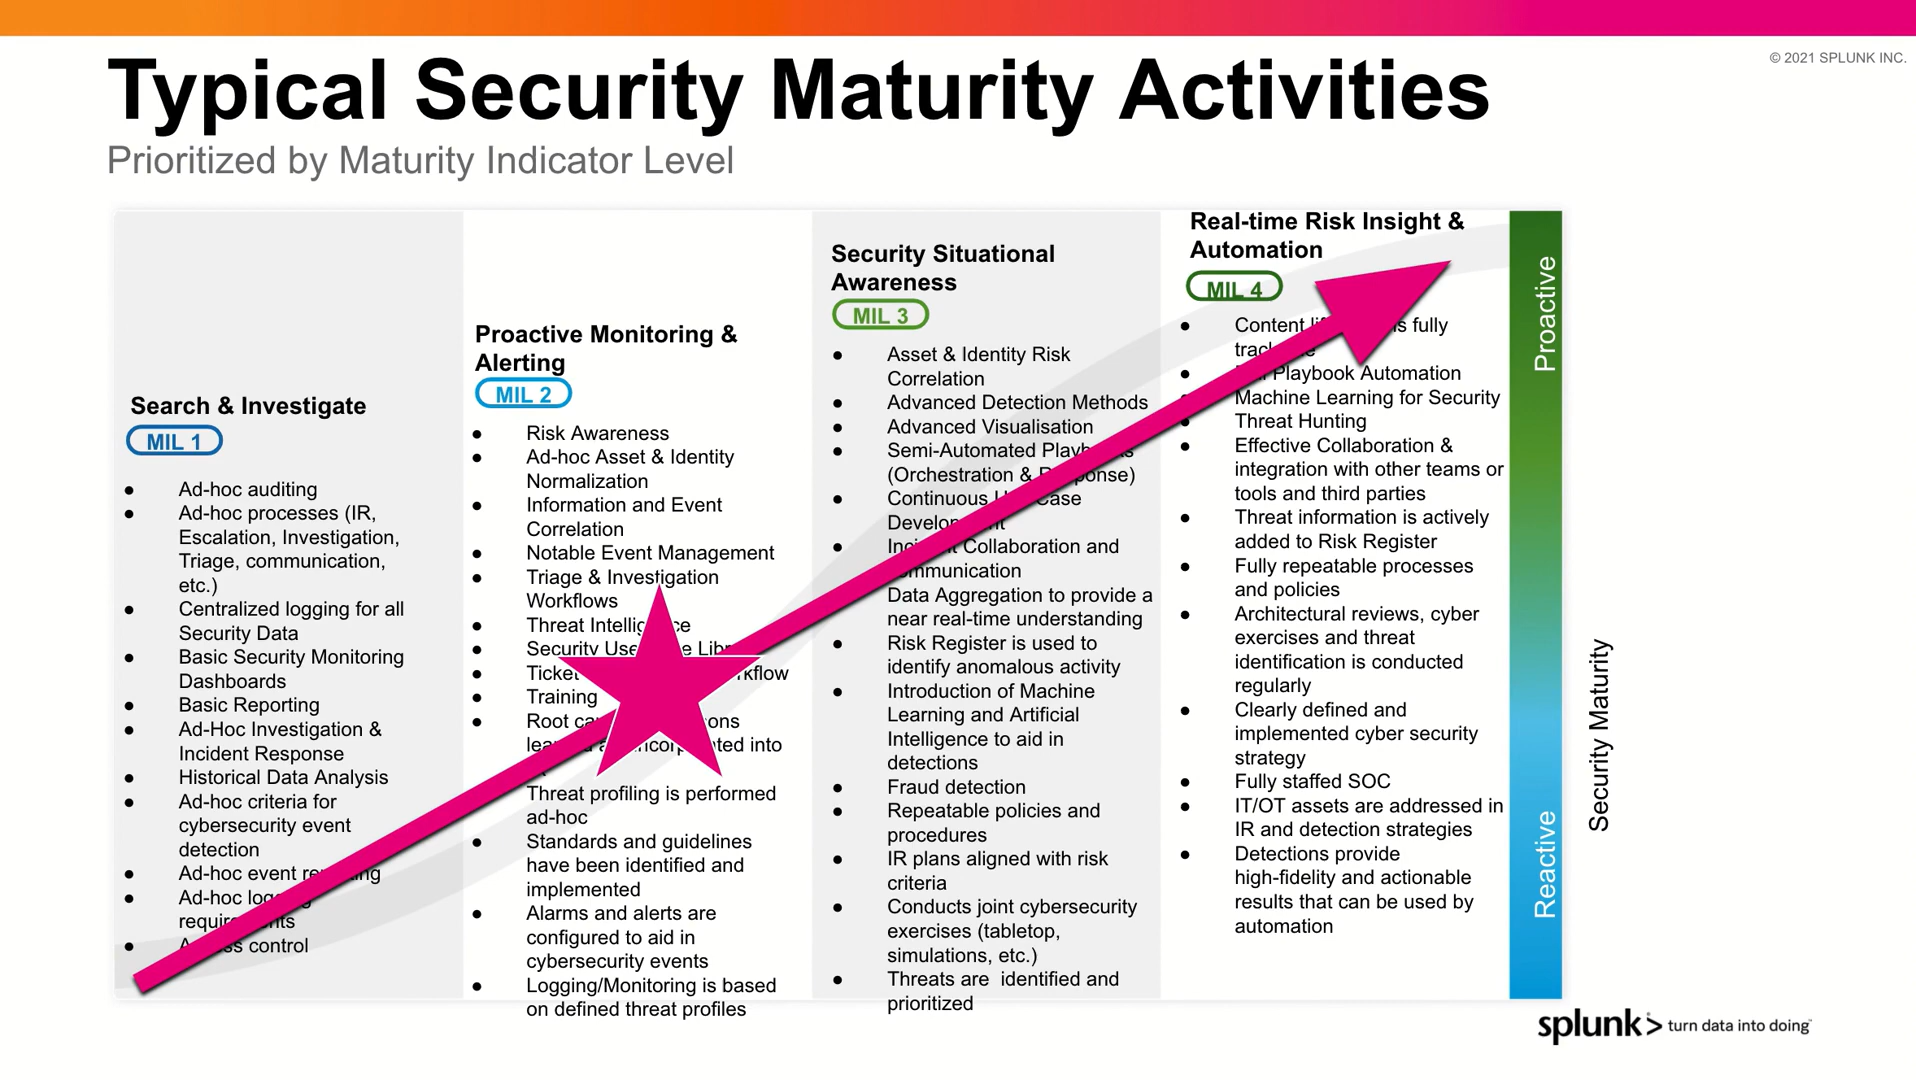 © 2021 SPLUNK INC.
Typical Security Maturity Activities
Prioritized by Maturity Indicator Level
Search & Investigate
MIL 1
● Ad-hoc auditing
● Ad-hoc processes (IR,
Escalation, Investigation,
Triage, communication,
etc.)
● Centralized logging for all
Security Data
● Basic Security Monitoring
Dashboards
● Basic Reporting
● Ad-Hoc Investigation &
Incident Response
● Historical Data Analysis
● Ad-hoc criteria for
cybersecurity event
detection
● Ad-hoc event
● Ad-hoc
● control
Proactive Monitoring &
Alerting
MIL 2
● Risk Awareness
● Ad-hoc Asset & Identity
Normalization
● Information and Event
Correlation
● Notable Event Management
● Triage & Investigation
Workflows
● Threat Intelligence
● Security Use
● Ticket
● Training
● Root
into
Threat profiling is performed
ad-hoc
● Standards and guidelines
have been identified and
implemented
● Alarms and alerts are
configured to aid in
cybersecurity events
● Logging/Monitoring is based
on defined threat profiles
Security Situational
Awareness
MIL 3
● Asset & Identity Risk
Correlation
● Advanced Detection Methods
● Advanced Visualisation
● Semi-Automated Playbooks
(Orchestration & Response)
● Continuous Use Case
Development
● Incident Collaboration and
Communication
Data Aggregation to provide a
near real-time understanding
● Risk Register is used to
identify anomalous activity
● Introduction of Machine
Learning and Artificial
Intelligence to aid in
detections
● Fraud detection
● Repeatable policies and
procedures
● IR plans aligned with risk
criteria
● Conducts joint cybersecurity
exercises (tabletop,
simulations, etc.)
● Threats are identified and
prioritized
Real-time Risk Insight &
Automation
MIL 4
● Content is fully
● Playbook Automation
● Machine Learning for Security
● Threat Hunting
● Effective Collaboration &
integration with other teams or
tools and third parties
● Threat information is actively
added to Risk Register
● Fully repeatable processes
and policies
● Architectural reviews, cyber
exercises and threat
identification is conducted
regularly
● Clearly defined and
implemented cyber security
strategy
● Fully staffed SOC
● IT/OT assets are addressed in
IR and detection strategies
● Detections provide
high-fidelity and actionable
results that can be used by
automation
Proactive
Reactive
Security Maturity
splunk> turn data into doing™